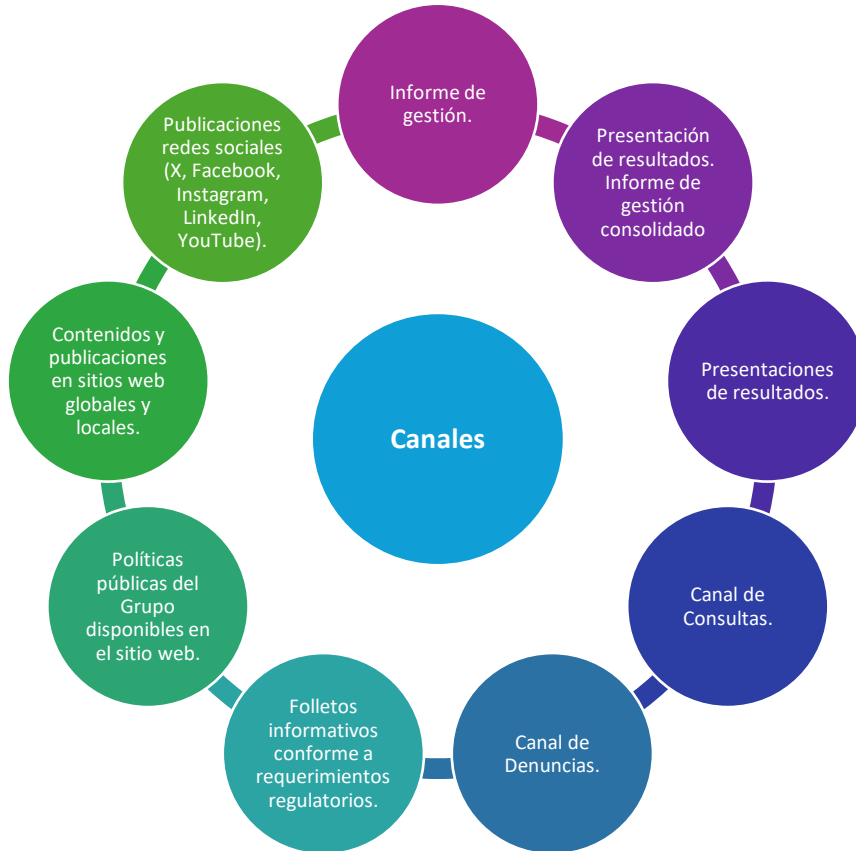 Informe de
gestión.
Presentación
de resultados.
Informe de
gestión
consolidado
Presentaciones
de resultados.
Canal de
Consultas.
Canal de
Denuncias.
Folletos
informativos
conforme a
requerimientos
regulatorios.
Políticas
públicas del
Grupo
disponibles en
el sitio web.
Contenidos y
publicaciones
en sitios web
globales y
locales.
Publicaciones
redes sociales
(X, Facebook,
Instagram,
LinkedIn,
YouTube).
Canales